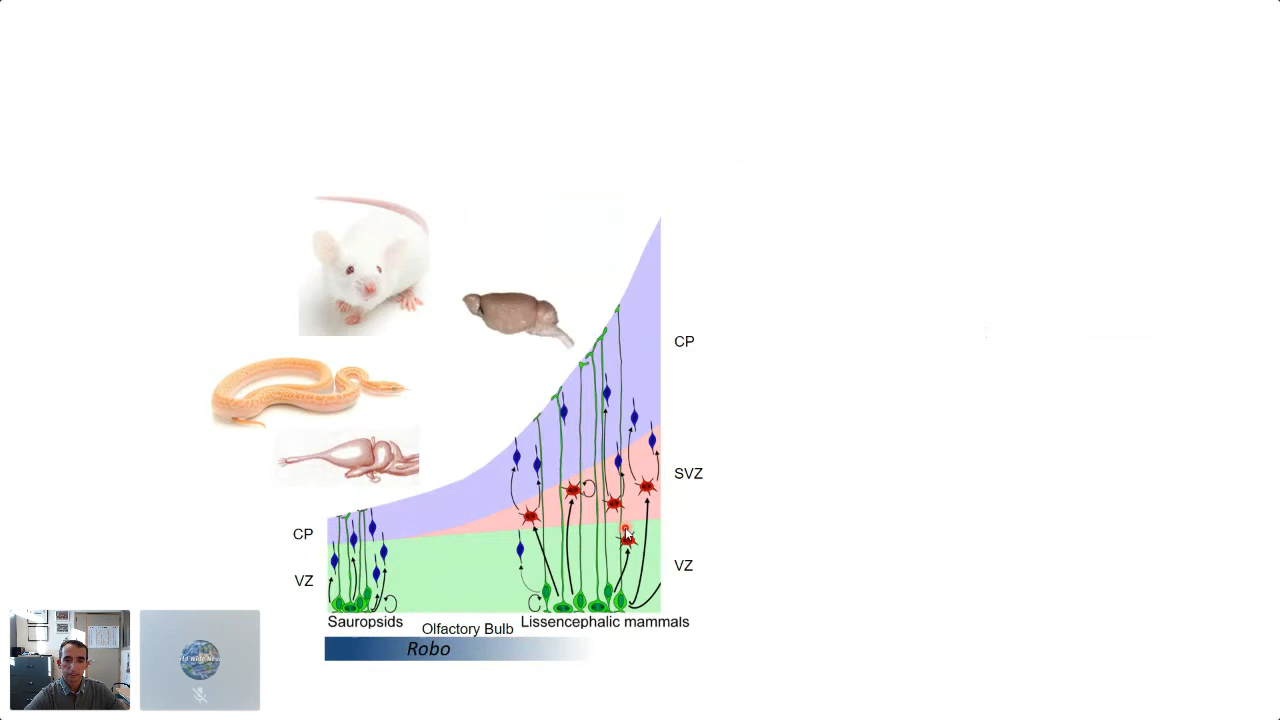 CP
SVZ
CP
VZ
VZ
Sauropsids
Olfactory Bulb
Lissencephalic mammals
Robo